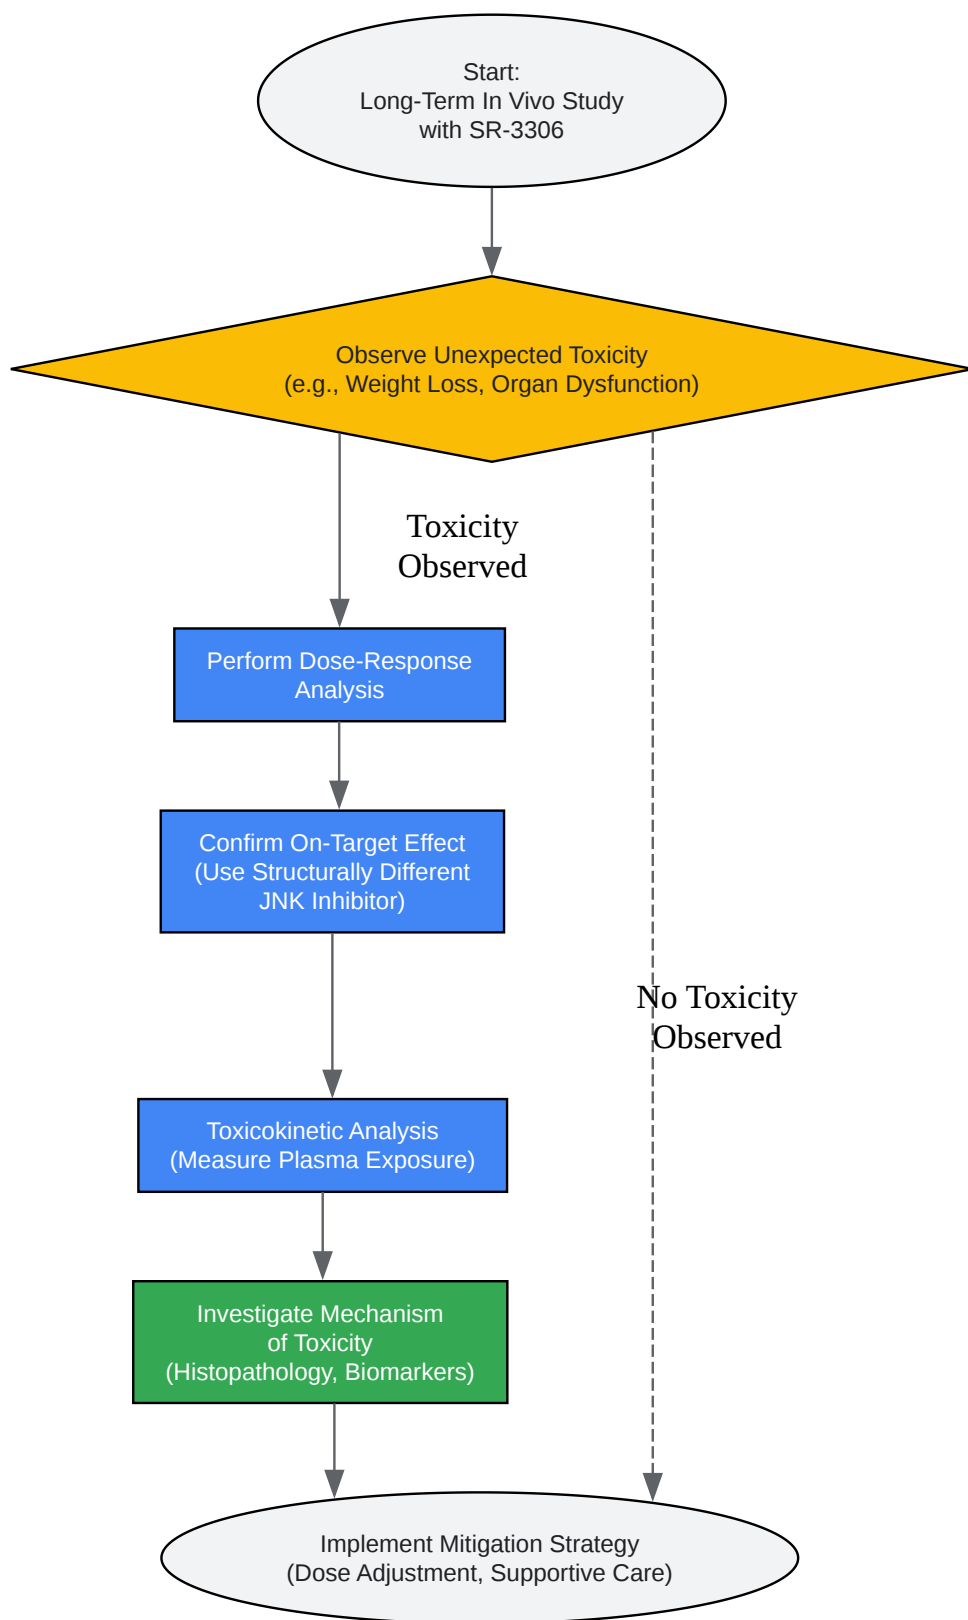 Start:
Long-Term In Vivo Study
with SR-3306
Observe Unexpected Toxicity
(e.g., Weight Loss, Organ Dysfunction)
Toxicity
Observed
Perform Dose-Response
Analysis
Confirm On-Target Effect
(Use Structurally Different
JNK Inhibitor)
No Toxicity
Observed
Toxicokinetic Analysis
(Measure Plasma Exposure)
Investigate Mechanism
of Toxicity
(Histopathology, Biomarkers)
Implement Mitigation Strategy
(Dose Adjustment, Supportive Care)